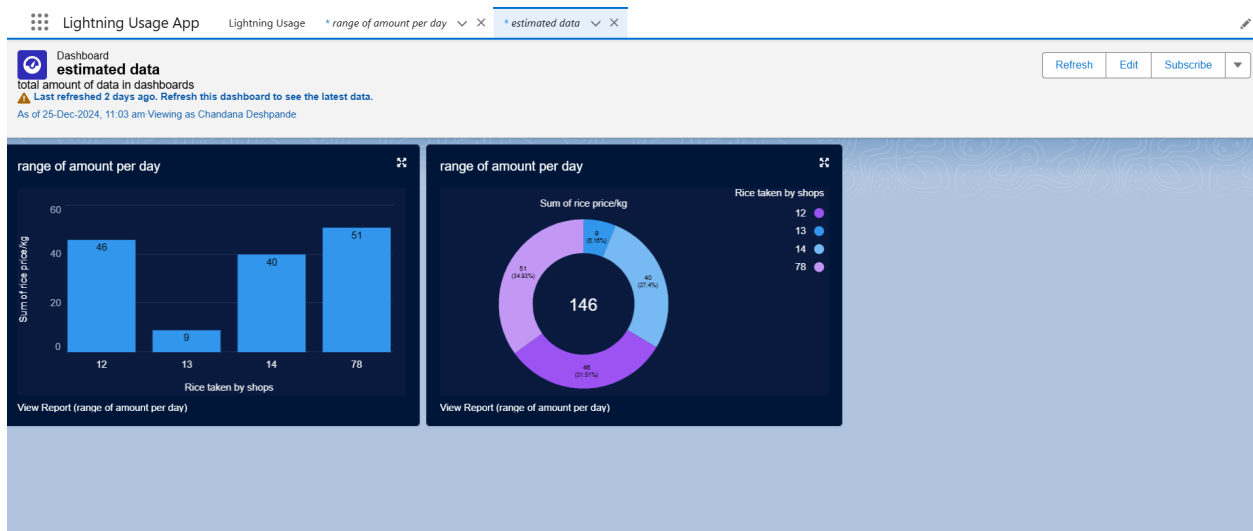 Lightning Usage App
Lightning Usage
* range of amount per day
* estimated data
Dashboard
estimated data
total amount of data in dashboards
Last refreshed 2 days ago. Refresh this dashboard to see the latest data.
As of 25-Dec-2024, 11:03 am·Viewing as Chandana Deshpande
Refresh
Edit
Subscribe
range of amount per day
Sum of rice price/kg
60
40
20
0
46
9
40
51
12
13
14
78
Rice taken by shops
View Report (range of amount per day)
range of amount per day
Sum of rice price/kg
9
(6.16%)
40
(27.4%)
46
(31.51%)
51
(34.93%)
146
Rice taken by shops
12
13
14
78
View Report (range of amount per day)